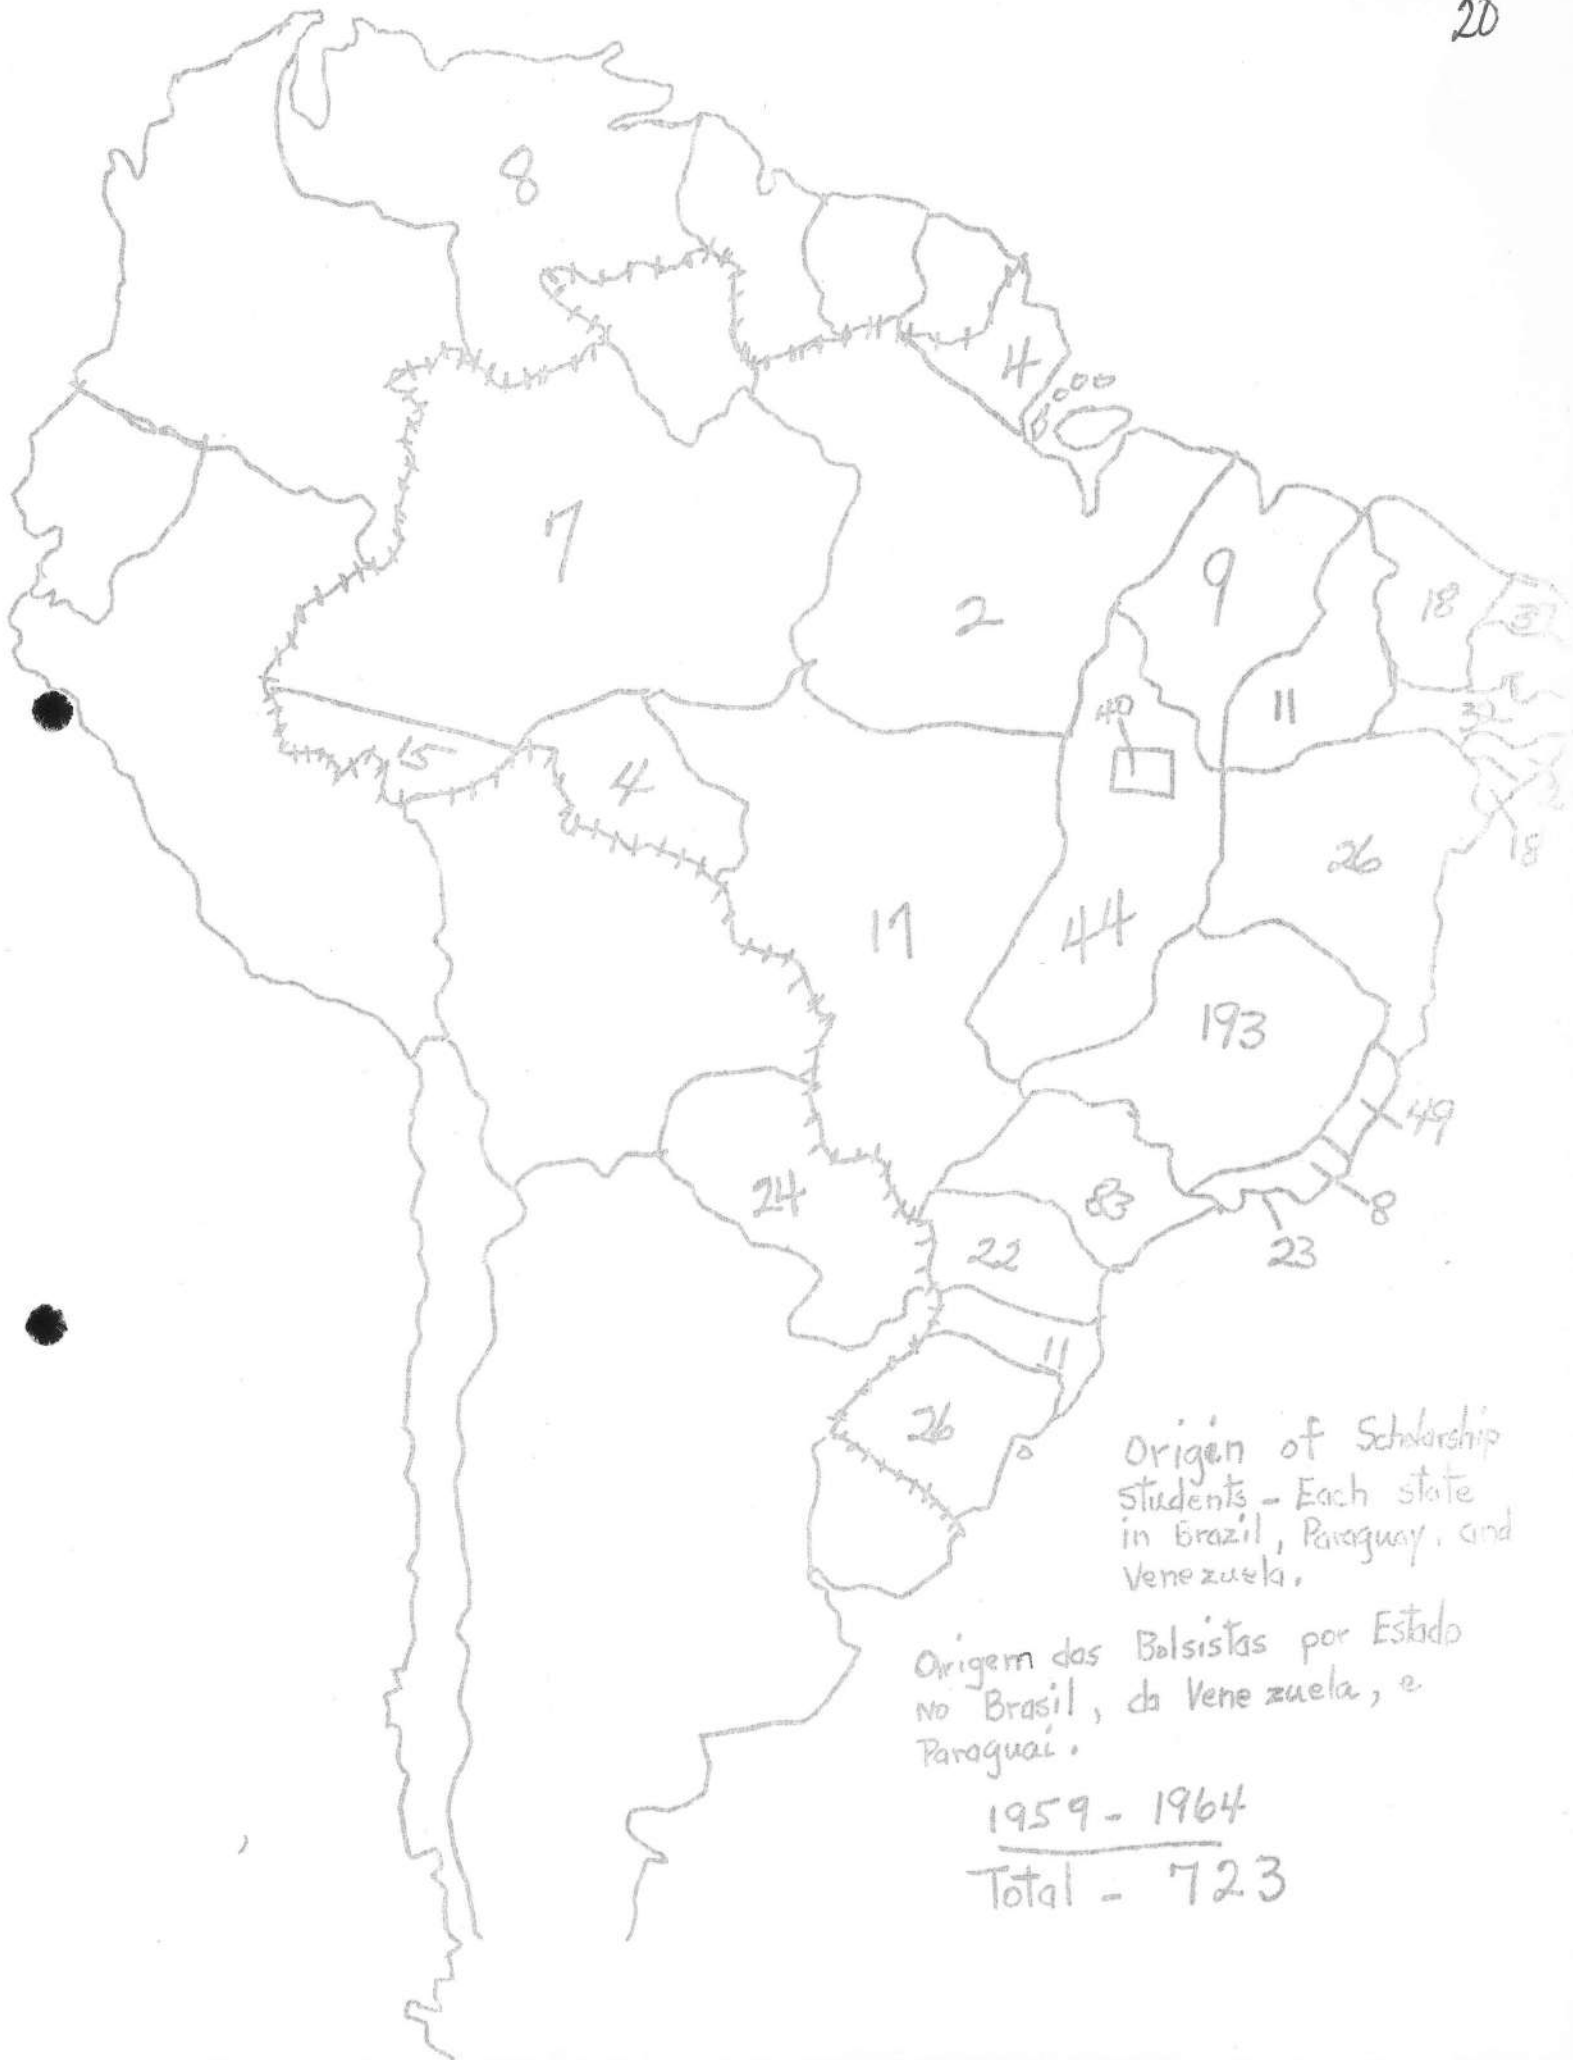 20
8
4
7
2
9
18
32
11
40
32
15
4
18
26
17
44
193
49
24
83
8
22
23
11
26
Origin of Scholarship
Students - Each state
in Brazil, Paraguay, and
Venezuela.
Origem dos Bolsistas por Estado
No Brasil, da Venezuela, e
Paraguai.
1959 - 1964
Total - 723